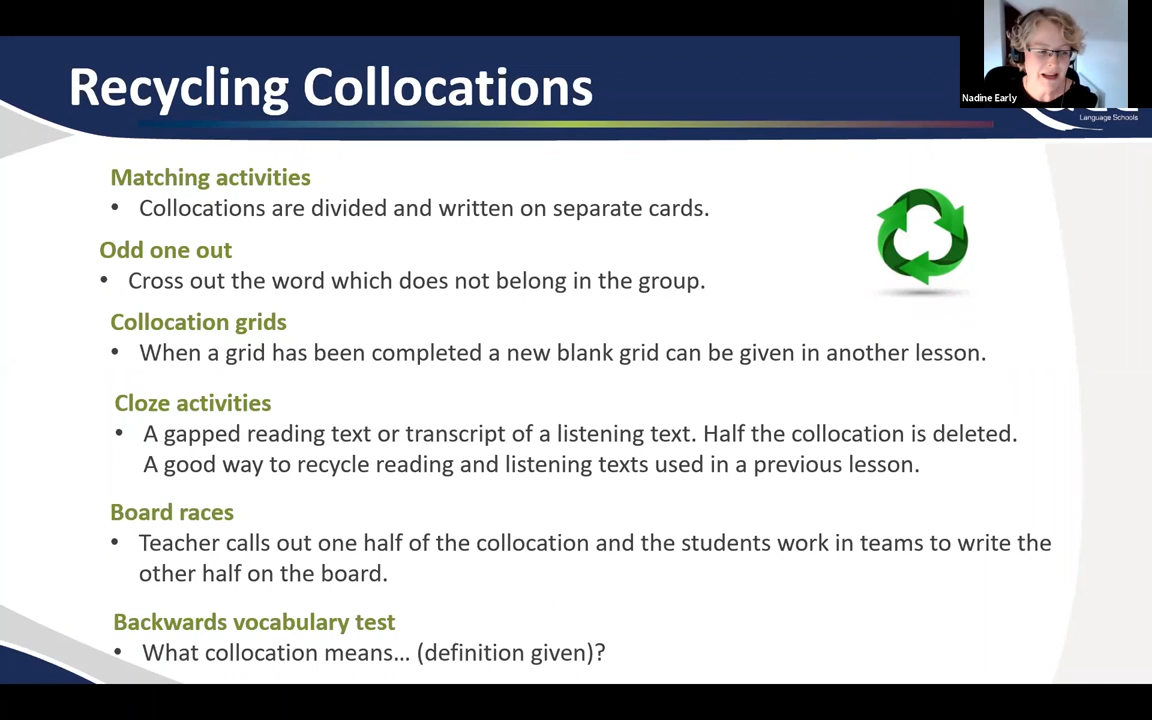 Recycling Collocations
Nadine Early
Language Schools
Matching activities
• Collocations are divided and written on separate cards.
Odd one out
• Cross out the word which does not belong in the group.
Collocation grids
• When a grid has been completed a new blank grid can be given in another lesson.
Cloze activities
• A gapped reading text or transcript of a listening text. Half the collocation is deleted.
A good way to recycle reading and listening texts used in a previous lesson.
Board races
• Teacher calls out one half of the collocation and the students work in teams to write the
other half on the board.
Backwards vocabulary test
• What collocation means... (definition given)?